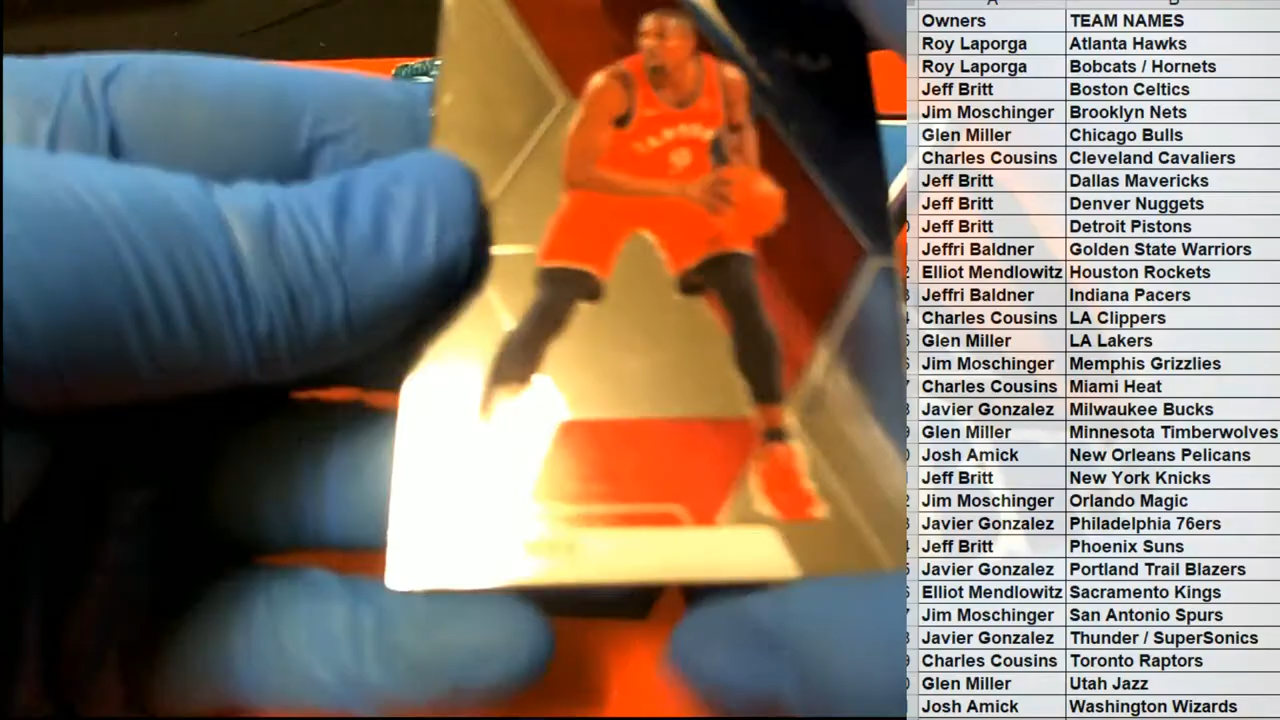 Owners TEAM NAMES
Roy Laporga Atlanta Hawks
Roy Laporga Bobcats / Hornets
Jeff Britt Boston Celtics
Jim Moschinger Brooklyn Nets
Glen Miller Chicago Bulls
Charles Cousins Cleveland Cavaliers
Jeff Britt Dallas Mavericks
Jeff Britt Denver Nuggets
Jeff Britt Detroit Pistons
Jeffri Baldner Golden State Warriors
Elliot Mendlowitz Houston Rockets
Jeffri Baldner Indiana Pacers
Charles Cousins LA Clippers
Glen Miller LA Lakers
Jim Moschinger Memphis Grizzlies
Charles Cousins Miami Heat
Javier Gonzalez Milwaukee Bucks
Glen Miller Minnesota Timberwolves
Josh Amick New Orleans Pelicans
Jeff Britt New York Knicks
Jim Moschinger Orlando Magic
Javier Gonzalez Philadelphia 76ers
Jeff Britt Phoenix Suns
Javier Gonzalez Portland Trail Blazers
Elliot Mendlowitz Sacramento Kings
Jim Moschinger San Antonio Spurs
Javier Gonzalez Thunder / SuperSonics
Charles Cousins Toronto Raptors
Glen Miller Utah Jazz
Josh Amick Washington Wizards